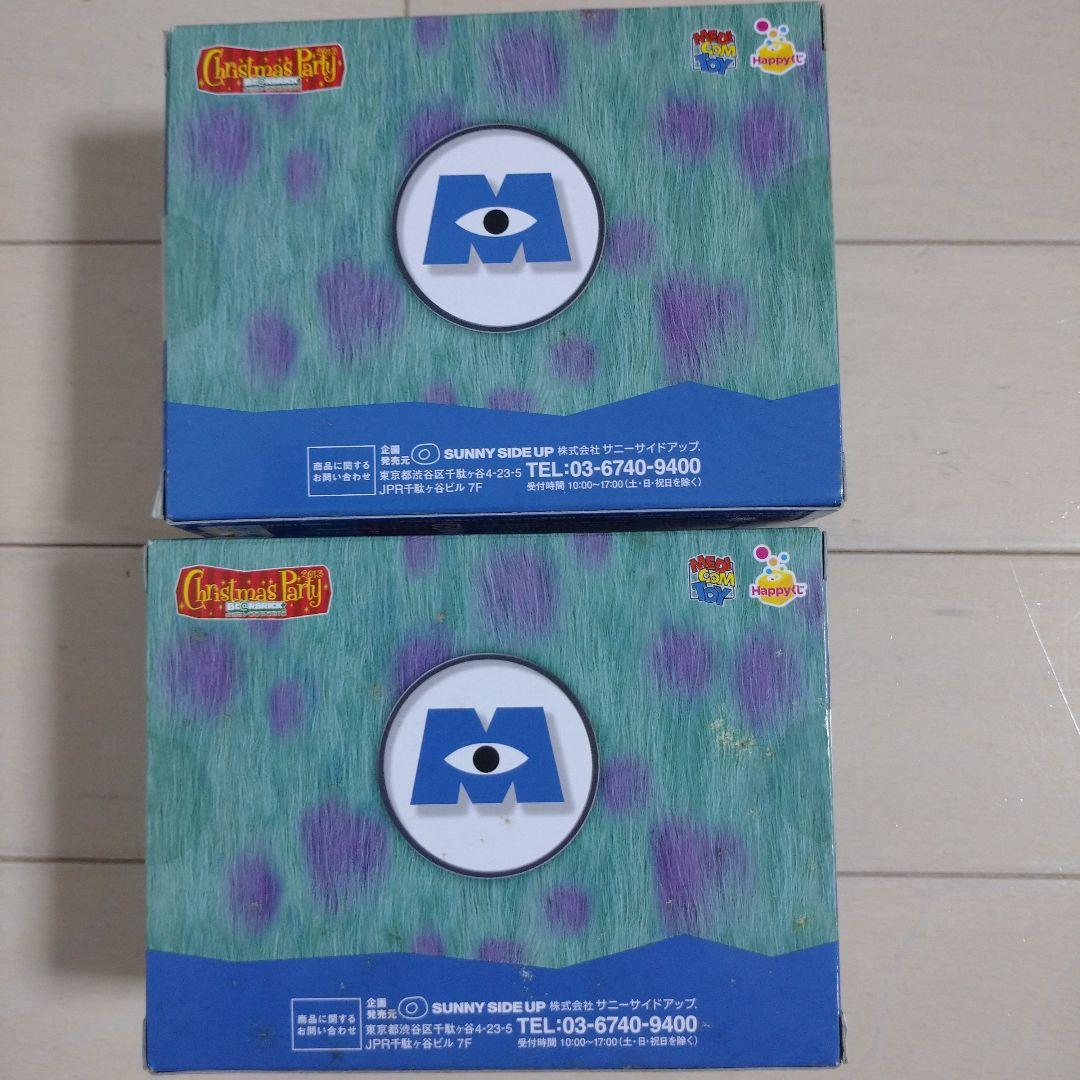 Christmas Party 2013
BE@RBRICK
MEDI COM TOY
Happyくじ
M
商品に関する
お問い合わせ
企画
発売元
SUNNY SIDE UP 株式会社 サニーサイドアップ.
東京都渋谷区千駄ヶ谷4-23-5 TEL:03-6740-9400
JPR千駄ヶ谷ビル 7F 受付時間 10:00~17:00(土・日・祝日を除く)
Christmas Party 2013
BE@RBRICK
MEDI COM TOY
Happyくじ
M
商品に関する
お問い合わせ
企画
発売元
SUNNY SIDE UP 株式会社 サニーサイドアップ.
東京都渋谷区千駄ヶ谷4-23-5 TEL:03-6740-9400
JPR千駄ヶ谷ビル 7F 受付時間 10:00~17:00(土・日・祝日を除く)